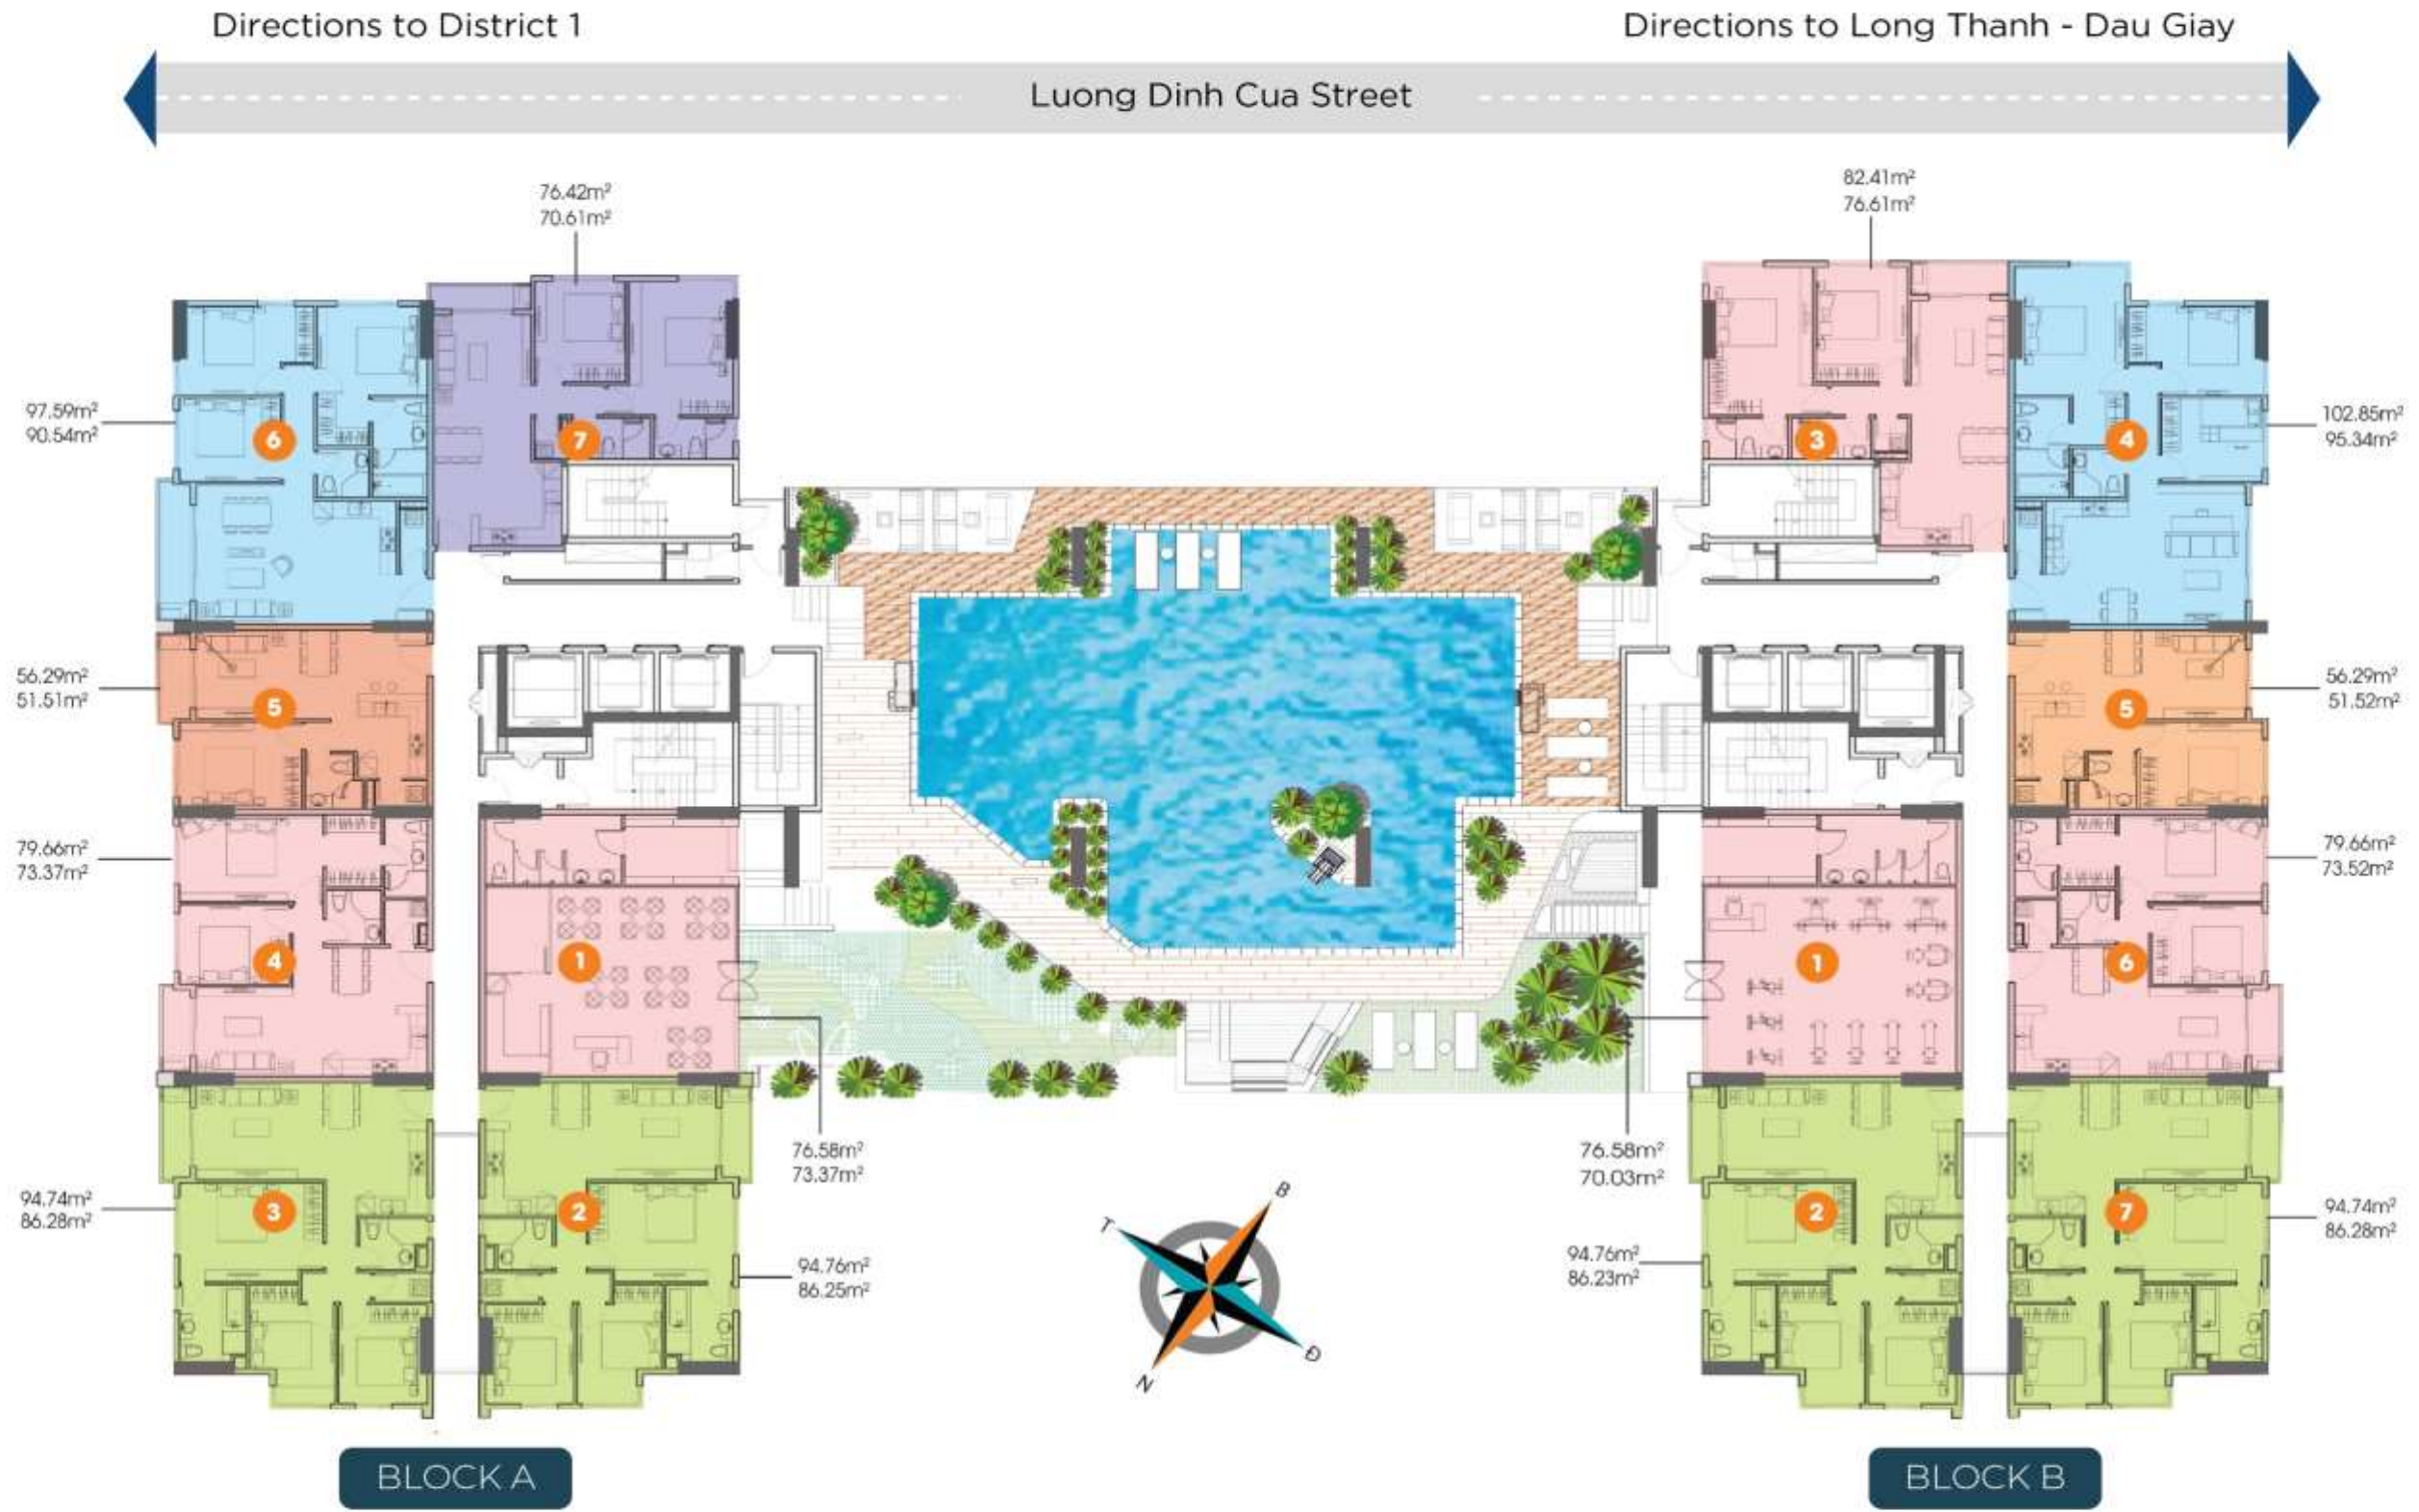 Directions to District 1
Directions to Long Thanh - Dau Giay
Luong Dinh Cua Street
76.42m²
70.61m²
82.41m²
76.61m²
97.59m²
90.54m²
6
7
3
4
102.85m²
95.34m²
56.29m²
51.51m²
5
5
56.29m²
51.52m²
79.66m²
73.37m²
79.66m²
73.52m²
4
1
1
6
76.58m²
73.37m²
76.58m²
70.03m²
94.74m²
86.28m²
3
2
2
7
94.74m²
86.28m²
94.76m²
86.25m²
94.76m²
86.23m²
B
T
Đ
N
BLOCK A
BLOCK B